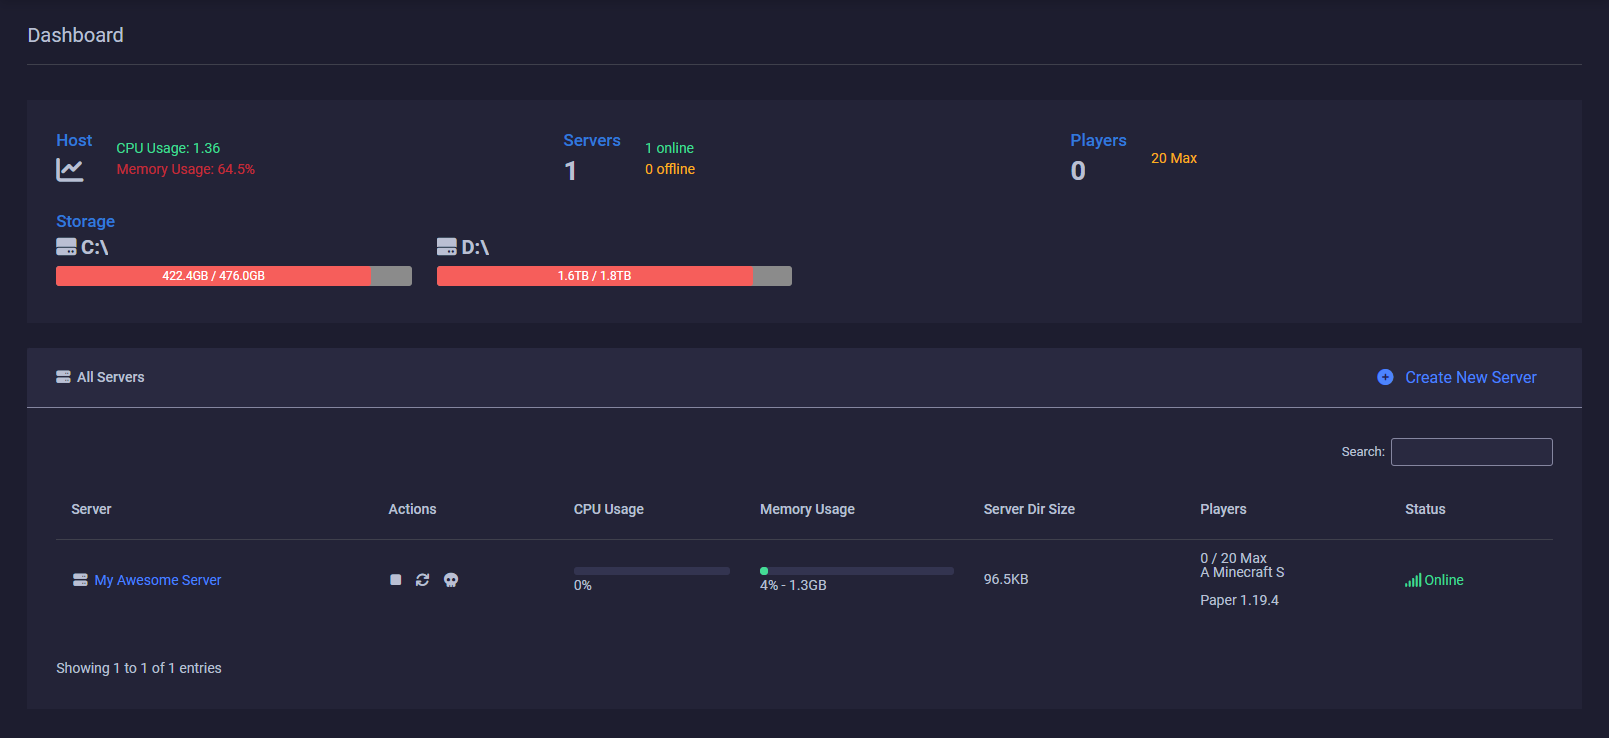 Dashboard
Host
CPU Usage: 1.36
Memory Usage: 64.5%
Servers
1
1 online
0 offline
Players
0
20 Max
Storage
C:\
422.4GB / 476.0GB
D:\
1.6TB / 1.8TB
All Servers
Create New Server
Search:
Server Actions CPU Usage Memory Usage Server Dir Size Players Status
My Awesome Server
0%
4% - 1.3GB
96.5KB
0 / 20 Max
A Minecraft S
Paper 1.19.4
Online
Showing 1 to 1 of 1 entries